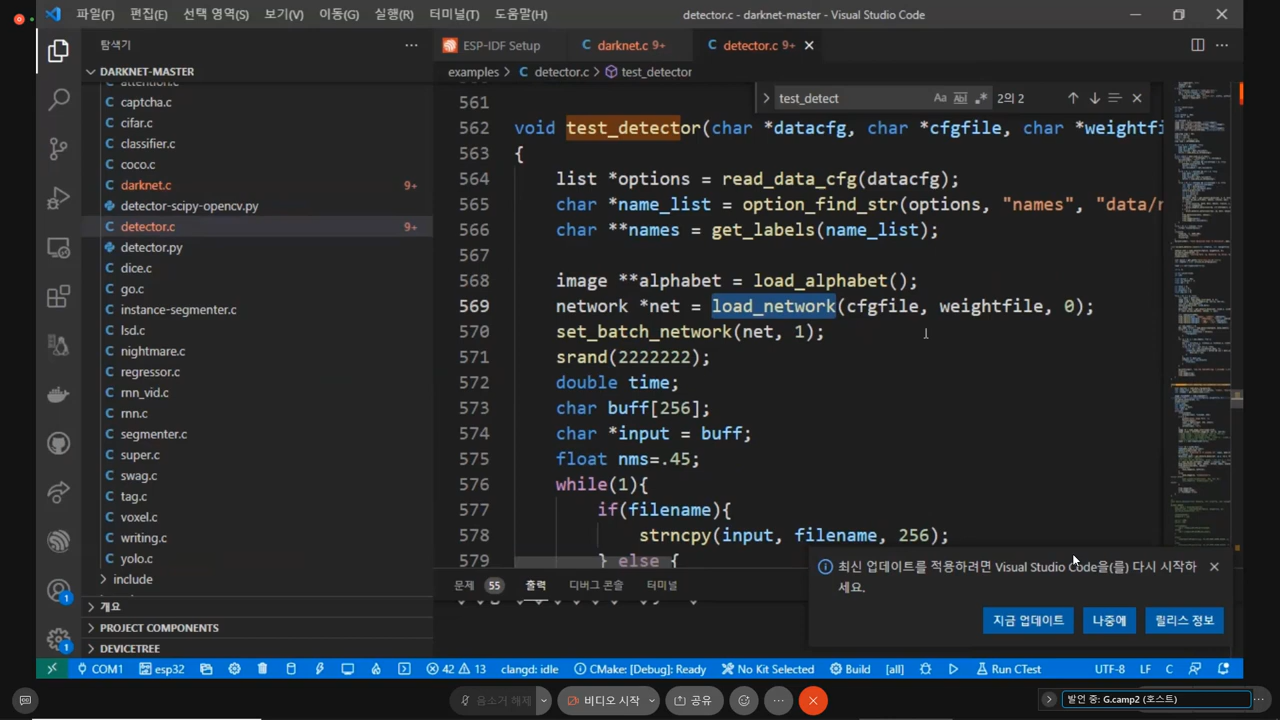 파일(F) 편집(E) 선택 영역(S) 보기(V) 이동(G) 실행(R) 터미널(T) 도움말(H) detector.c - darknet-master - Visual Studio Code
탐색기
ESP-IDF Setup
darknet.c 9+
detector.c 9+
DARKNET-MASTER
examples > detector.c > test_detector
attention.c
captcha.c
cifar.c
classifier.c
coco.c
darknet.c 9+
detector-scipy-opencv.py
detector.c 9+
detector.py
dice.c
go.c
instance-segmenter.c
lsd.c
nightmare.c
regressor.c
rnn_vid.c
rnn.c
segmenter.c
super.c
swag.c
tag.c
voxel.c
writing.c
yolo.c
include
개요
PROJECT COMPONENTS
DEVICETREE
test_detect Aa 2의 2
561
562 void test_detector(char *datacfg, char *cfgfile, char *weightfi
563 {
564 list *options = read_data_cfg(datacfg);
565 char *name_list = option_find_str(options, "names", "data/
566 char **names = get_labels(name_list);
567
568 image **alphabet = load_alphabet();
569 network *net = load_network(cfgfile, weightfile, 0);
570 set_batch_network(net, 1);
571 srand(2222222);
572 double time;
573 char buff[256];
574 char *input = buff;
575 float nms=.45;
576 while(1){
577 if(filename){
578 strncpy(input, filename, 256);
579 } else {
문제 55 출력 디버그 콘솔 터미널
최신 업데이트를 적용하려면 Visual Studio Code을(를) 다시 시작하
세요.
지금 업데이트 나중에 릴리스 정보
1
1
COM1 esp32 42 13 clangd: idle CMake: [Debug]: Ready No Kit Selected Build [all] Run CTest UTF-8 LF C
음소거 해제 비디오 시작 공유 발언 중: G.camp2 (호스트)